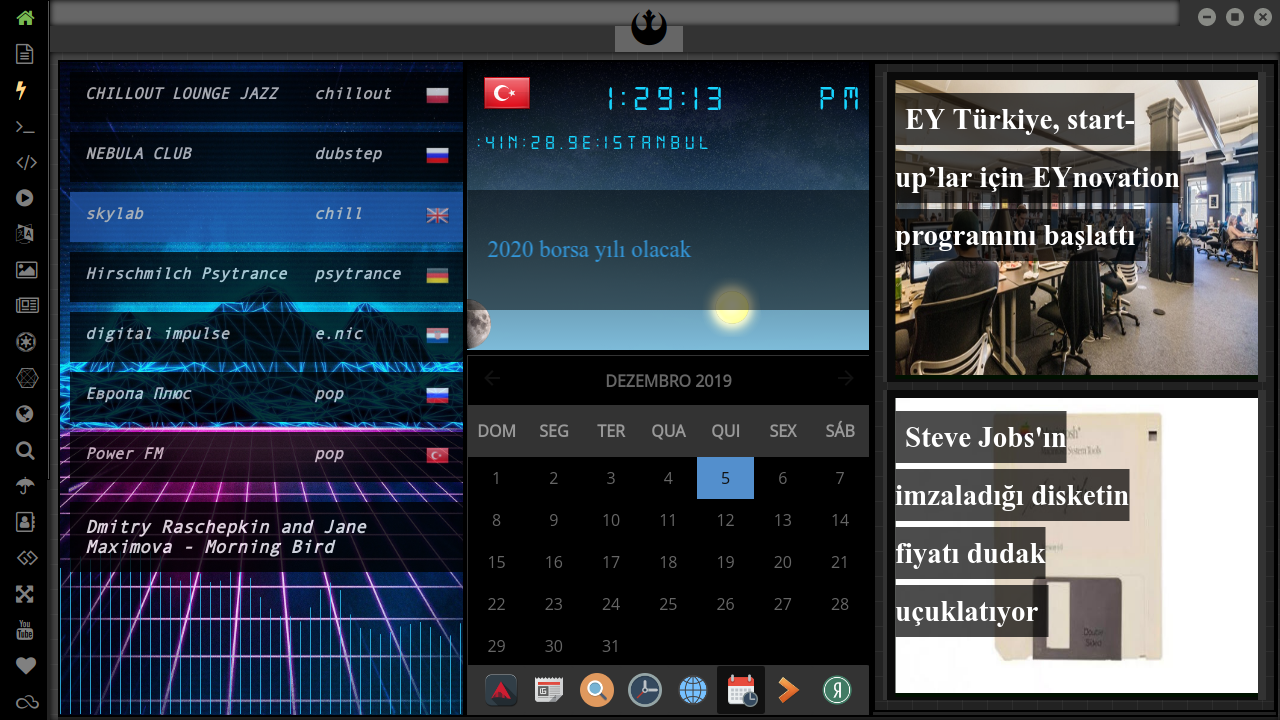 CHILLOUT LOUNGE JAZZ chillout
NEBULA CLUB dubstep
skylab chill
Hirschmilch Psytrance psytrance
digital impulse e.nic
Европа Плюс pop
Power FM pop
Dmitry Raschepkin and Jane
Maximova - Morning Bird
1:29:13 PM
:41N:28.9E:ISTANBUL
2020 borsa yılı olacak
DEZEMBRO 2019
DOM SEG TER QUA QUI SEX SÁB
1 2 3 4 5 6 7
8 9 10 11 12 13 14
15 16 17 18 19 20 21
22 23 24 25 26 27 28
29 30 31
EY Türkiye, start-
up’lar için EYnovation
programını başlattı
Steve Jobs'ın
imzaladığı disketin
fiyatı dudak
uçuklatıyor
You
Tube
Я